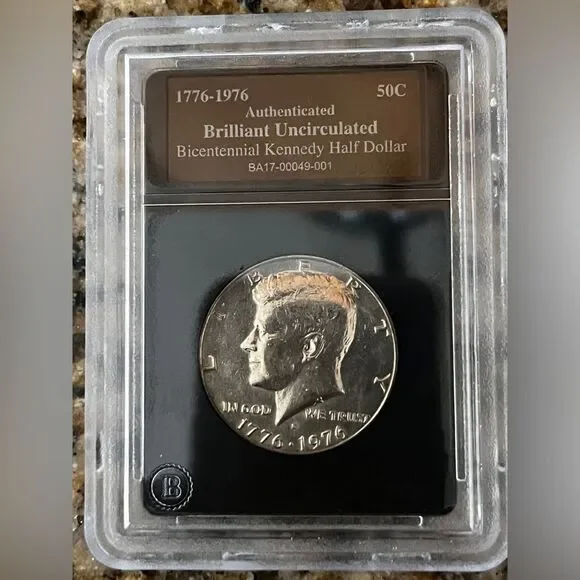 1776-1976 50C
Authenticated
Brilliant Uncirculated
Bicentennial Kennedy Half Dollar
BA17-00049-001
LIBERTY
IN GOD WE TRUST
1776·1976
B